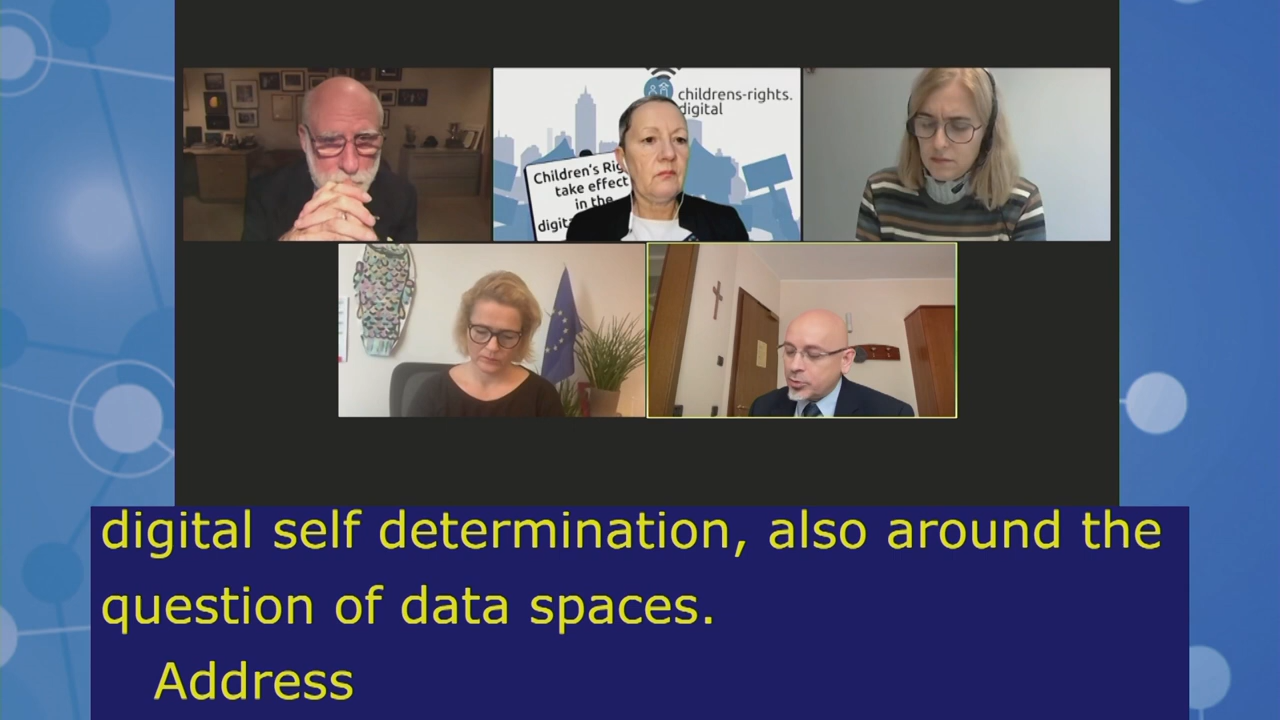 childrens-rights.
digital
Children's Rig
take effect
in the
digit
digital self determination, also around the
question of data spaces.
Address